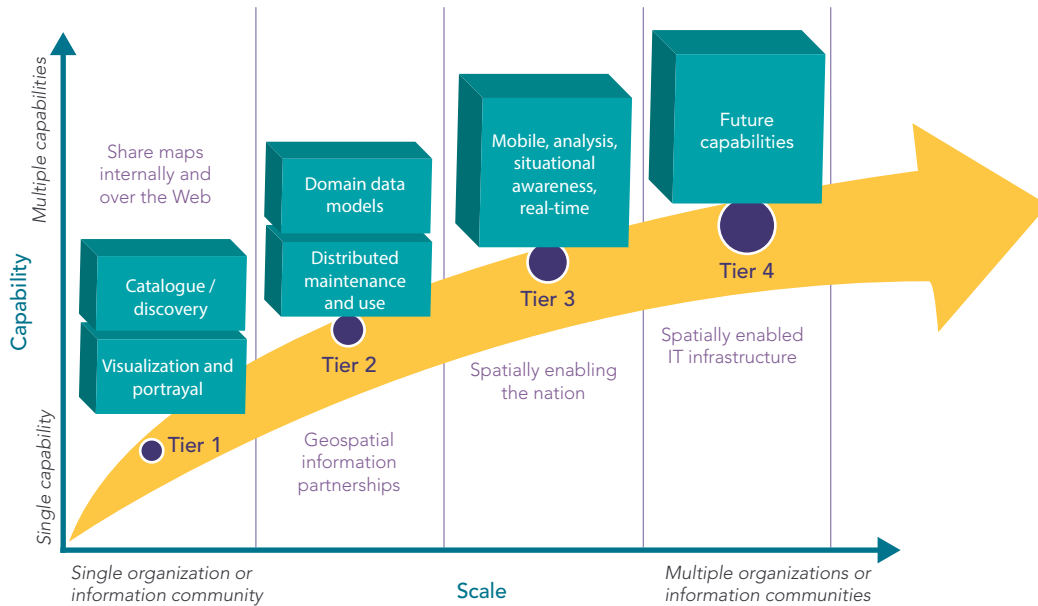 Multiple capabilities
Capability
Single capability
Share maps
internally and
over the Web
Catalogue /
discovery
Visualization and
portrayal
Tier 1
Domain data
models
Distributed
maintenance
and use
Tier 2
Geospatial
information
partnerships
Mobile, analysis,
situational
awareness,
real-time
Tier 3
Spatially enabling
the nation
Future
capabilities
Tier 4
Spatially enabled
IT infrastructure
Single organization or
information community
Scale
Multiple organizations or
information communities